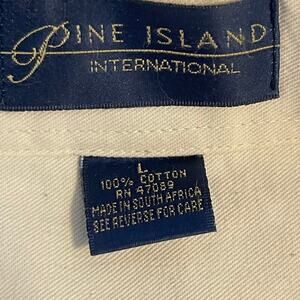 PINE ISLAND
INTERNATIONAL
L
100% COTTON
RN 47089
MADE IN SOUTH AFRICA
SEE REVERSE FOR CARE